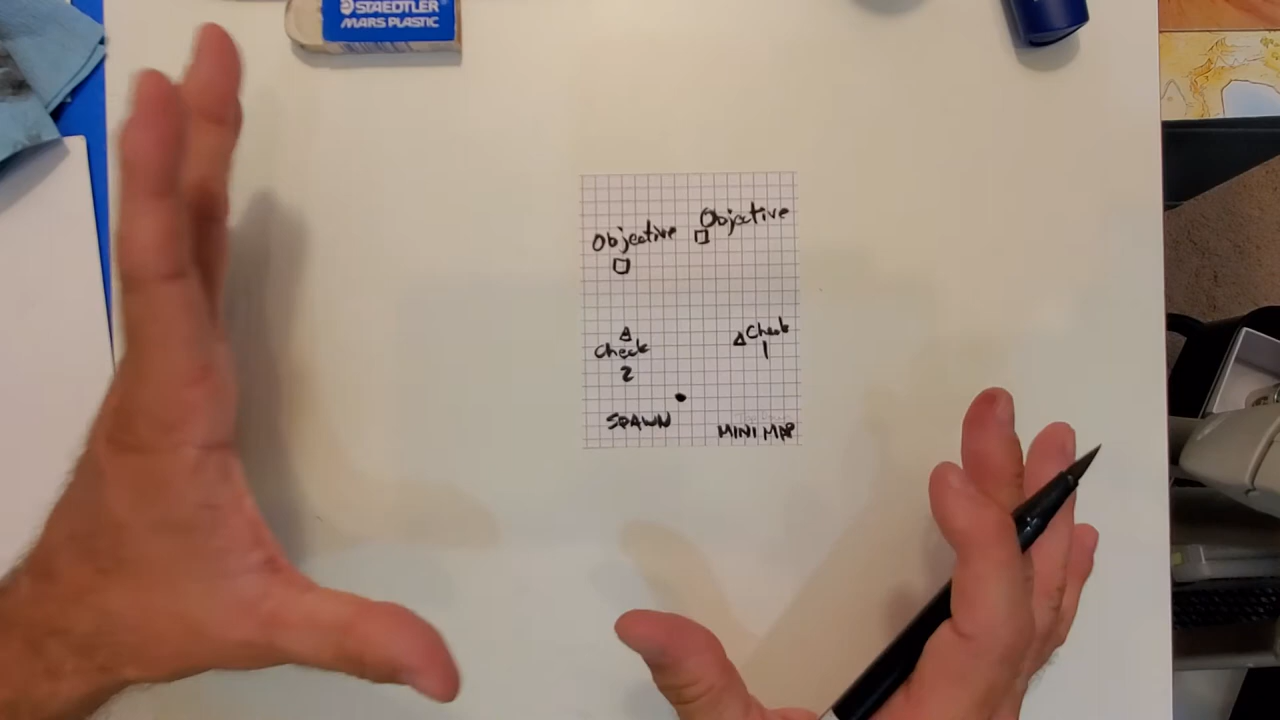 STAEDTLER
MARS PLASTIC
Objective
Objective
Check
1
Check
2
SPAWN
MINI MAP